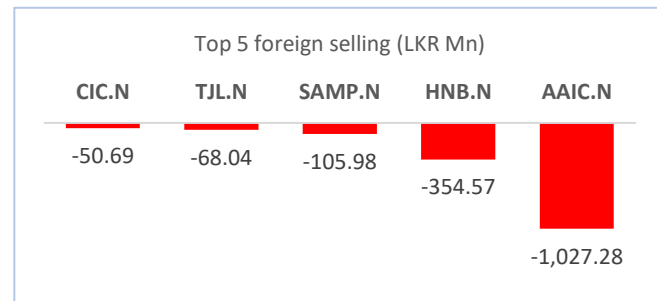 Top 5 foreign selling (LKR Mn)
CIC.N TJL.N SAMP.N HNB.N AAIC.N
-50.69 -68.04 -105.98 -354.57 -1,027.28